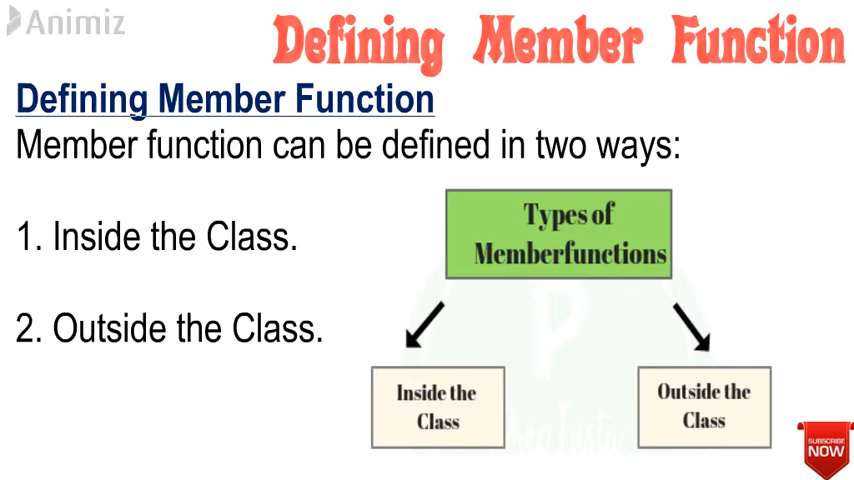 Animiz
Defining Member Function
Defining Member Function
Member function can be defined in two ways:
1. Inside the Class.
2. Outside the Class.
Types of
Memberfunctions
Inside the
Class
Outside the
Class
SUBSCRIBE
NOW